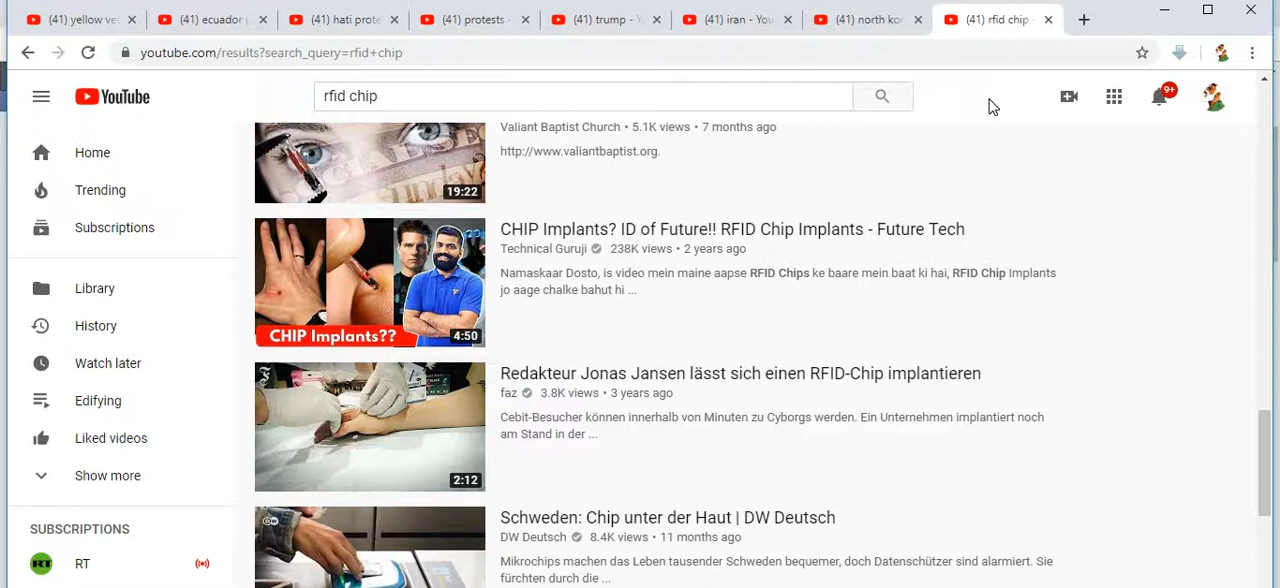 (41) yellow ve
(41) ecuador p
(41) hati prote
(41) protests -
(41) trump - Y
(41) iran - You
(41) north kor
(41) rfid chip -
youtube.com/results?search_query=rfid+chip
YouTube
rfid chip
9+
Home
Trending
Subscriptions
Library
History
Watch later
Edifying
Liked videos
Show more
SUBSCRIPTIONS
RT
19:22
Valiant Baptist Church • 5.1K views • 7 months ago
http://www.valiantbaptist.org.
CHIP Implants??
4:50
CHIP Implants? ID of Future!! RFID Chip Implants - Future Tech
Technical Guruji 238K views • 2 years ago
Namaskaar Dosto, is video mein maine aapse RFID Chips ke baare mein baat ki hai, RFID Chip Implants
jo aage chalke bahut hi ...
2:12
Redakteur Jonas Jansen lässt sich einen RFID-Chip implantieren
faz 3.8K views • 3 years ago
Cebit-Besucher können innerhalb von Minuten zu Cyborgs werden. Ein Unternehmen implantiert noch
am Stand in der ...
Schweden: Chip unter der Haut | DW Deutsch
DW Deutsch 8.4K views • 11 months ago
Mikrochips machen das Leben tausender Schweden bequemer, doch Datenschützer sind alarmiert. Sie
fürchten durch die ...